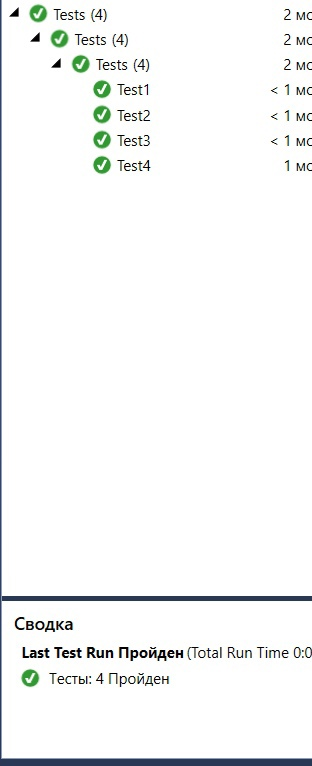 Tests (4) 2 мс
Tests (4) 2 мс
Tests (4) 2 мс
Test1 < 1 мс
Test2 < 1 мс
Test3 < 1 мс
Test4 1 мс
Сводка
Last Test Run Пройден (Total Run Time 0:0
Тесты: 4 Пройден